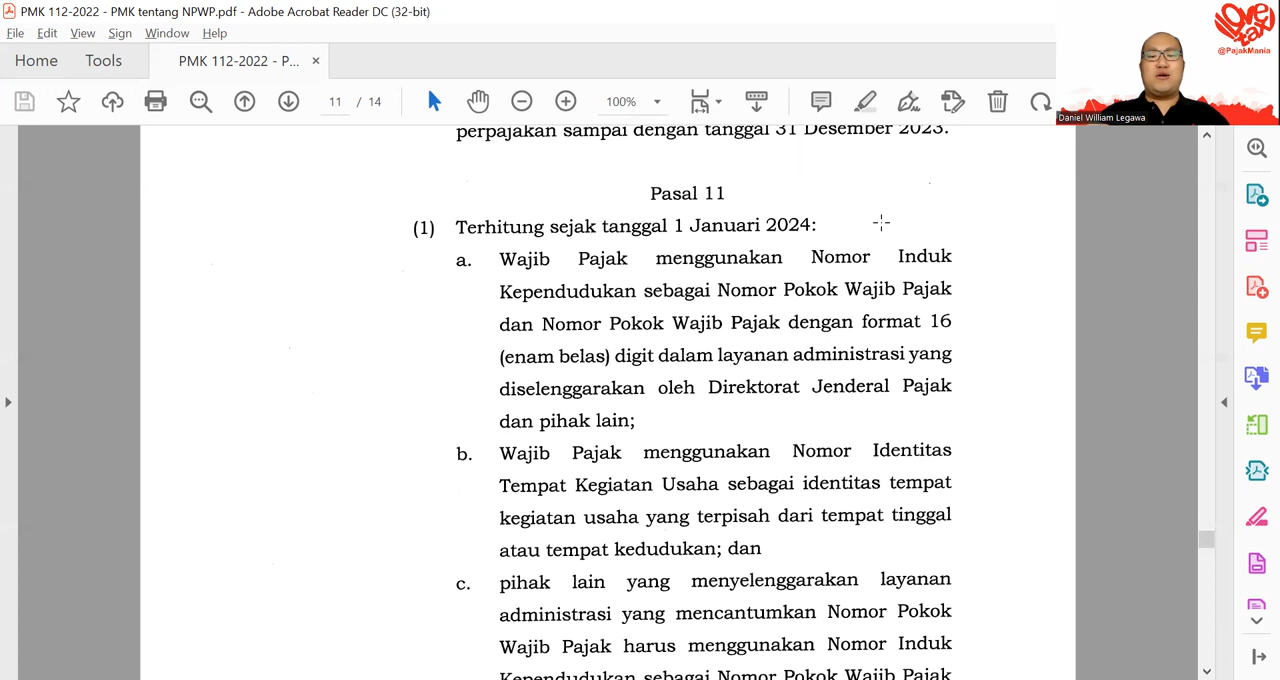 PMK 112-2022 - PMK tentang NPWP.pdf - Adobe Acrobat Reader DC (32-bit)
File Edit View Sign Window Help
Home Tools PMK 112-2022 - P... ×
11 / 14 100%
I love tax
@PajakMania
Daniel William Legawa
perpajakan sampai dengan tanggal 31 Desember 2023.
Pasal 11
(1) Terhitung sejak tanggal 1 Januari 2024:
a. Wajib Pajak menggunakan Nomor Induk
Kependudukan sebagai Nomor Pokok Wajib Pajak
dan Nomor Pokok Wajib Pajak dengan format 16
(enam belas) digit dalam layanan administrasi yang
diselenggarakan oleh Direktorat Jenderal Pajak
dan pihak lain;
b. Wajib Pajak menggunakan Nomor Identitas
Tempat Kegiatan Usaha sebagai identitas tempat
kegiatan usaha yang terpisah dari tempat tinggal
atau tempat kedudukan; dan
c. pihak lain yang menyelenggarakan layanan
administrasi yang mencantumkan Nomor Pokok
Wajib Pajak harus menggunakan Nomor Induk
Kependudukan sebagai Nomor Pokok Wajib Pajak